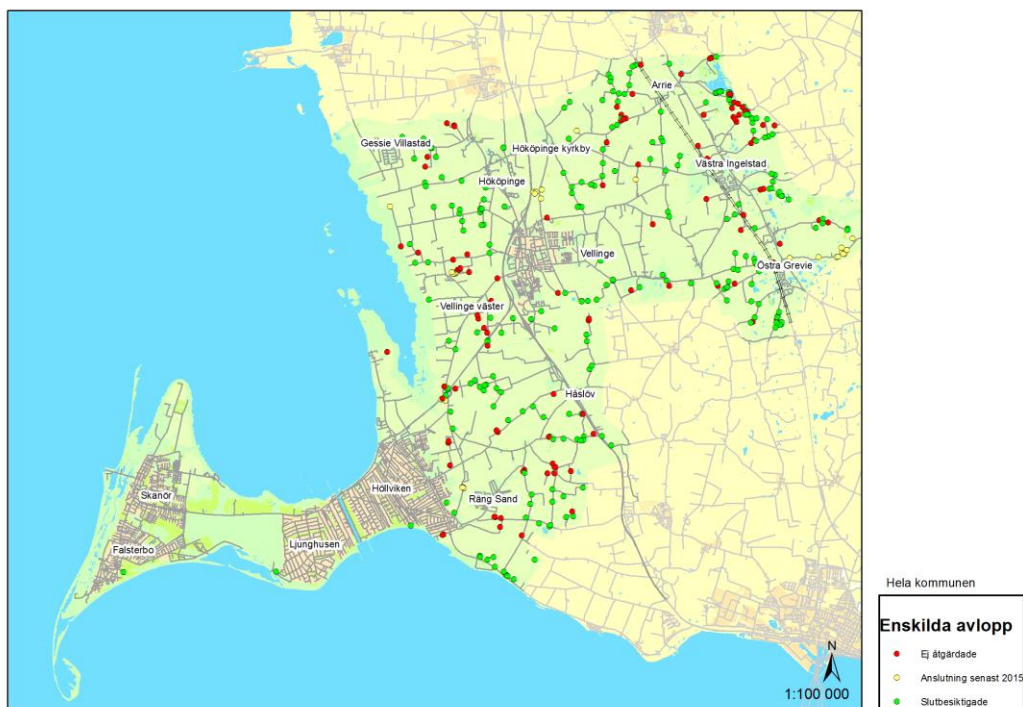 Arrie
Gessie Villastad
Hököpinge kyrkby
Västra Ingelstad
Hököpinge
Vellinge
Östra Grevie
Vellinge väster
Håslöv
Höllviken
Skanör
Räng Sand
Ljunghusen
Falsterbo
N
1:100 000
Hela kommunen
Enskilda avlopp
Ej åtgärdade
Anslutning senast 2015
Slutbesiktigade